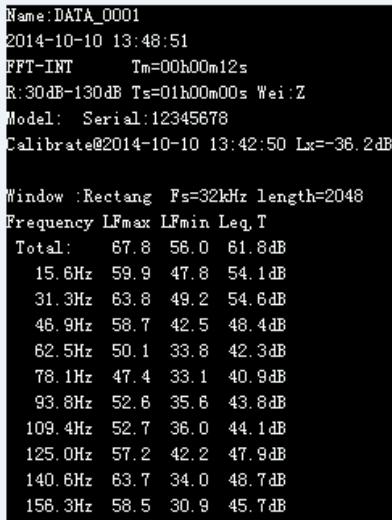 Name:DATA_0001
2014-10-10 13:48:51
FFT-INT Tm=00h00m12s
R:30dB-130dB Ts=01h00m00s Wei:Z
Model: Serial:12345678
Calibrate@2014-10-10 13:42:50 Lx=-36.2dB
Window :Rectang Fs=32kHz length=2048
Frequency LFmax LFmin Leq,T
Total: 67.8 56.0 61.8dB
15.6Hz 59.9 47.8 54.1dB
31.3Hz 63.8 49.2 54.6dB
46.9Hz 58.7 42.5 48.4dB
62.5Hz 50.1 33.8 42.3dB
78.1Hz 47.4 33.1 40.9dB
93.8Hz 52.6 35.6 43.8dB
109.4Hz 52.7 36.0 44.1dB
125.0Hz 57.2 42.2 47.9dB
140.6Hz 63.7 34.0 48.7dB
156.3Hz 58.5 30.9 45.7dB